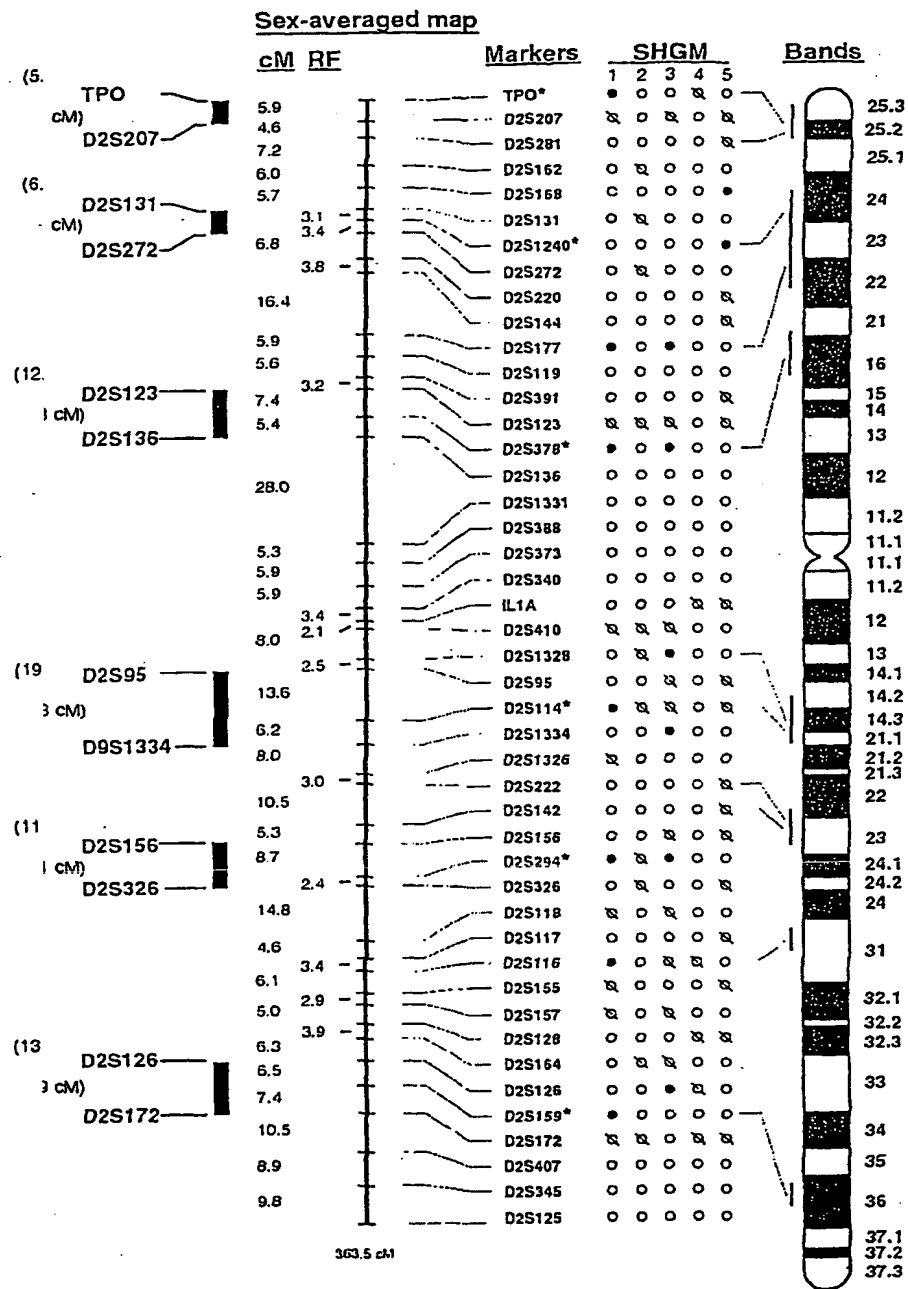 Sex-averaged map
cM RF Markers SHGM Bands
1 2 3 4 5
(5.
TPO
cM)
D2S207
(6.
D2S131
cM)
D2S272
(12.
D2S123
cM)
D2S136
(19
D2S95
3 cM)
D9S1334
(11
D2S156
cM)
D2S326
(13
D2S126
9 cM)
D2S172
5.9
4.6
7.2
6.0
5.7
6.8
16.4
5.9
5.6
7.4
5.4
28.0
5.3
5.9
5.9
8.0
13.6
6.2
8.0
10.5
5.3
8.7
14.8
4.6
6.1
5.0
6.3
6.5
7.4
10.5
8.9
9.8
3.1
3.4
3.8
3.2
3.4
2.1
2.5
3.0
2.4
3.4
2.9
3.9
363.5 cM
TPO*
D2S207
D2S281
D2S162
D2S168
D2S131
D2S1240*
D2S272
D2S220
D2S144
D2S177
D2S119
D2S391
D2S123
D2S378*
D2S136
D2S1331
D2S388
D2S373
D2S340
IL1A
D2S410
D2S1328
D2S95
D2S114*
D2S1334
D2S1326
D2S222
D2S142
D2S156
D2S294*
D2S326
D2S118
D2S117
D2S116
D2S155
D2S157
D2S128
D2S164
D2S126
D2S159*
D2S172
D2S407
D2S345
D2S125
25.3
25.2
25.1
24
23
22
21
16
15
14
13
12
11.2
11.1
11.1
11.2
12
13
14.1
14.2
14.3
21.1
21.2
21.3
22
23
24.1
24.2
24
31
32.1
32.2
32.3
33
34
35
36
37.1
37.2
37.3